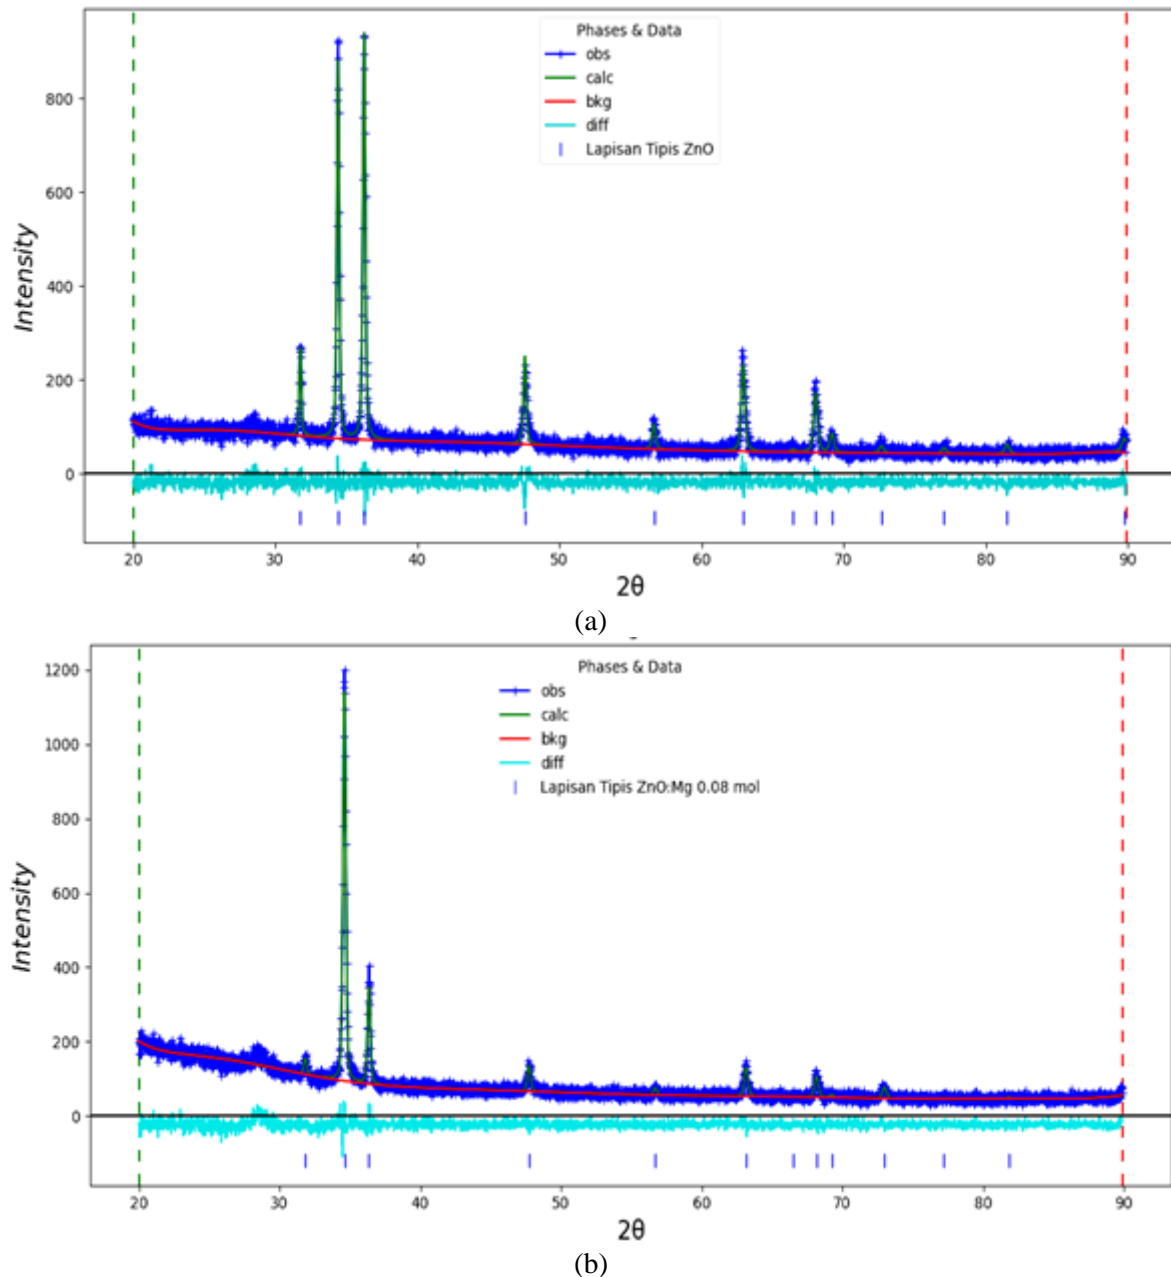 Phases & Data
obs
calc
bkg
diff
Lapisan Tipis ZnO
800
600
400
200
0
Intensity
20 30 40 50 60 70 80 90
2θ
(a)
Phases & Data
obs
calc
bkg
diff
Lapisan Tipis ZnO:Mg 0.08 mol
1200
1000
800
600
400
200
0
Intensity
20 30 40 50 60 70 80 90
2θ
(b)